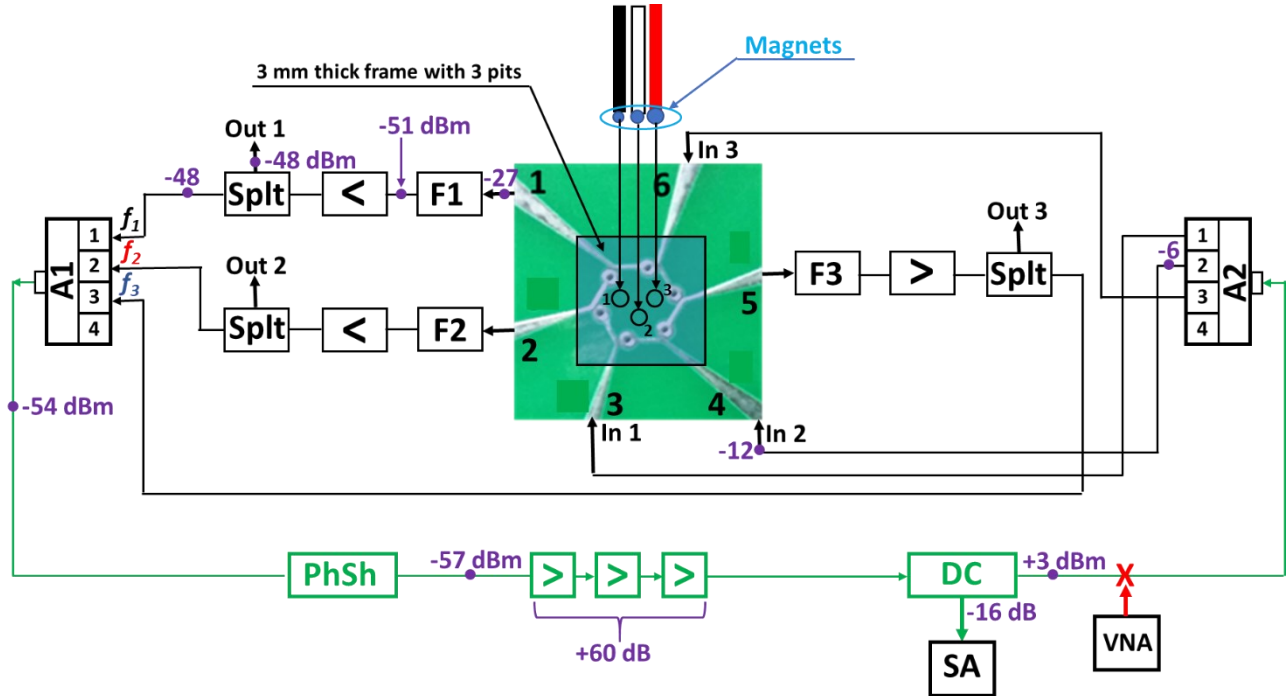 Magnets
3 mm thick frame with 3 pits
Out 1
-48 dBm
-51 dBm
In 3
-48
Splt
<
F1
-27
1
6
Out 3
f1
f2
f3
A1
1
2
3
4
Out 2
Splt
<
F2
2
1
2
3
5
F3
>
Splt
-6
1
2
3
4
A2
3
4
In 1
In 2
-12
-54 dBm
PhSh
-57 dBm
>
>
>
+60 dB
DC
+3 dBm
X
-16 dB
SA
VNA